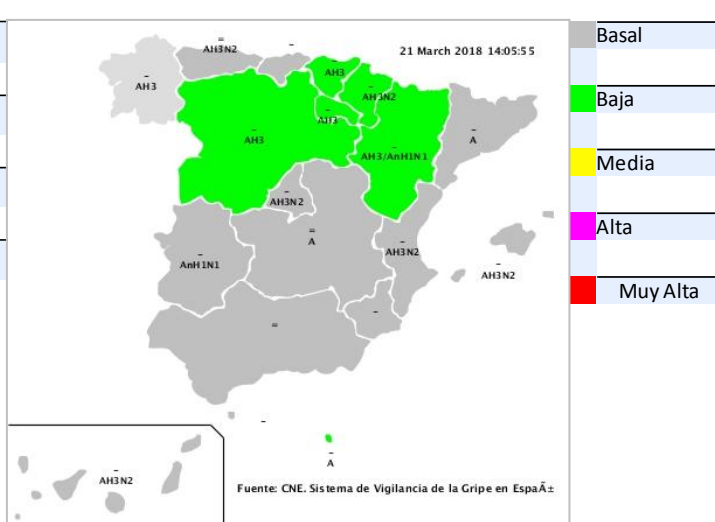 21 March 2018 14:05:55
=
AH3N2
–
–
AH3
–
AH3
AH3N2
–
AH3
–
AH3
–
AH3/AnH1N1
–
A
–
AH3N2
=
A
–
AH3N2
–
AnH1N1
–
AH3N2
–
=
–
–
A
–
AH3N2
Fuente: CNE. Sistema de Vigilancia de la Gripe en EspaÃ±
Basal
Baja
Media
Alta
Muy Alta